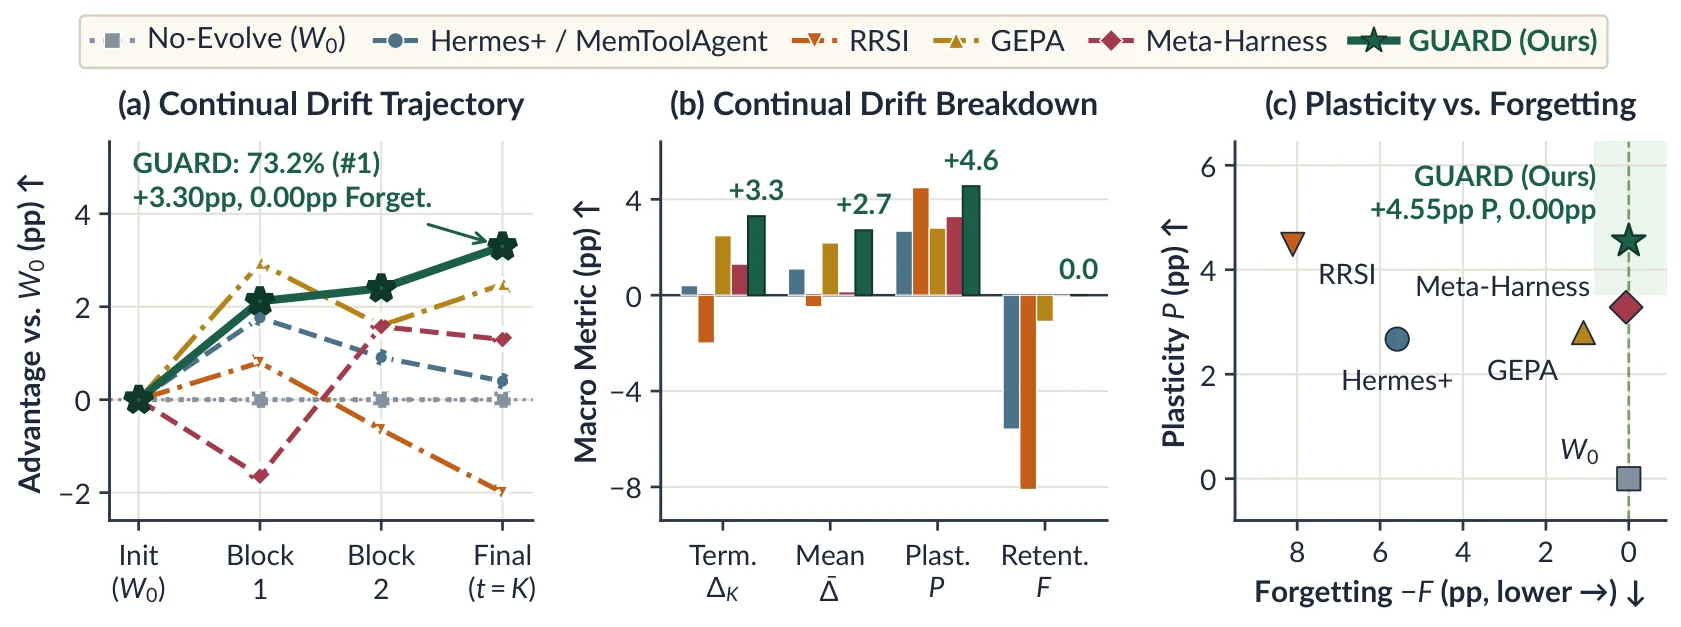 No-Evolve (W₀) Hermes+ / MemToolAgent RRSI GEPA Meta-Harness GUARD (Ours)
(a) Continual Drift Trajectory
GUARD: 73.2% (#1)
+3.30pp, 0.00pp Forget.
Advantage vs. W₀ (pp) ↑
4
2
0
−2
Init
(W₀)
Block
1
Block
2
Final
(t = K)
(b) Continual Drift Breakdown
+3.3
+2.7
+4.6
0.0
Macro Metric (pp) ↑
4
0
−4
−8
Term.
Δ_K
Mean
Δ̄
Plast.
P
Retent.
F
(c) Plasticity vs. Forgetting
GUARD (Ours)
+4.55pp P, 0.00pp
RRSI
Meta-Harness
Hermes+
GEPA
W₀
Plasticity P (pp) ↑
6
4
2
0
8 6 4 2 0
Forgetting −F (pp, lower →) ↓